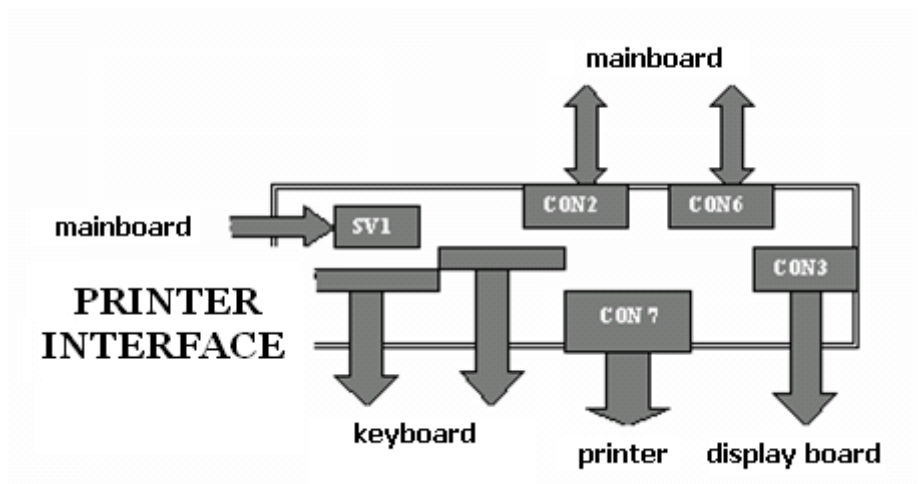 mainboard
CON2
CON6
mainboard
SV1
CON3
PRINTER
INTERFACE
CON 7
keyboard
printer
display board